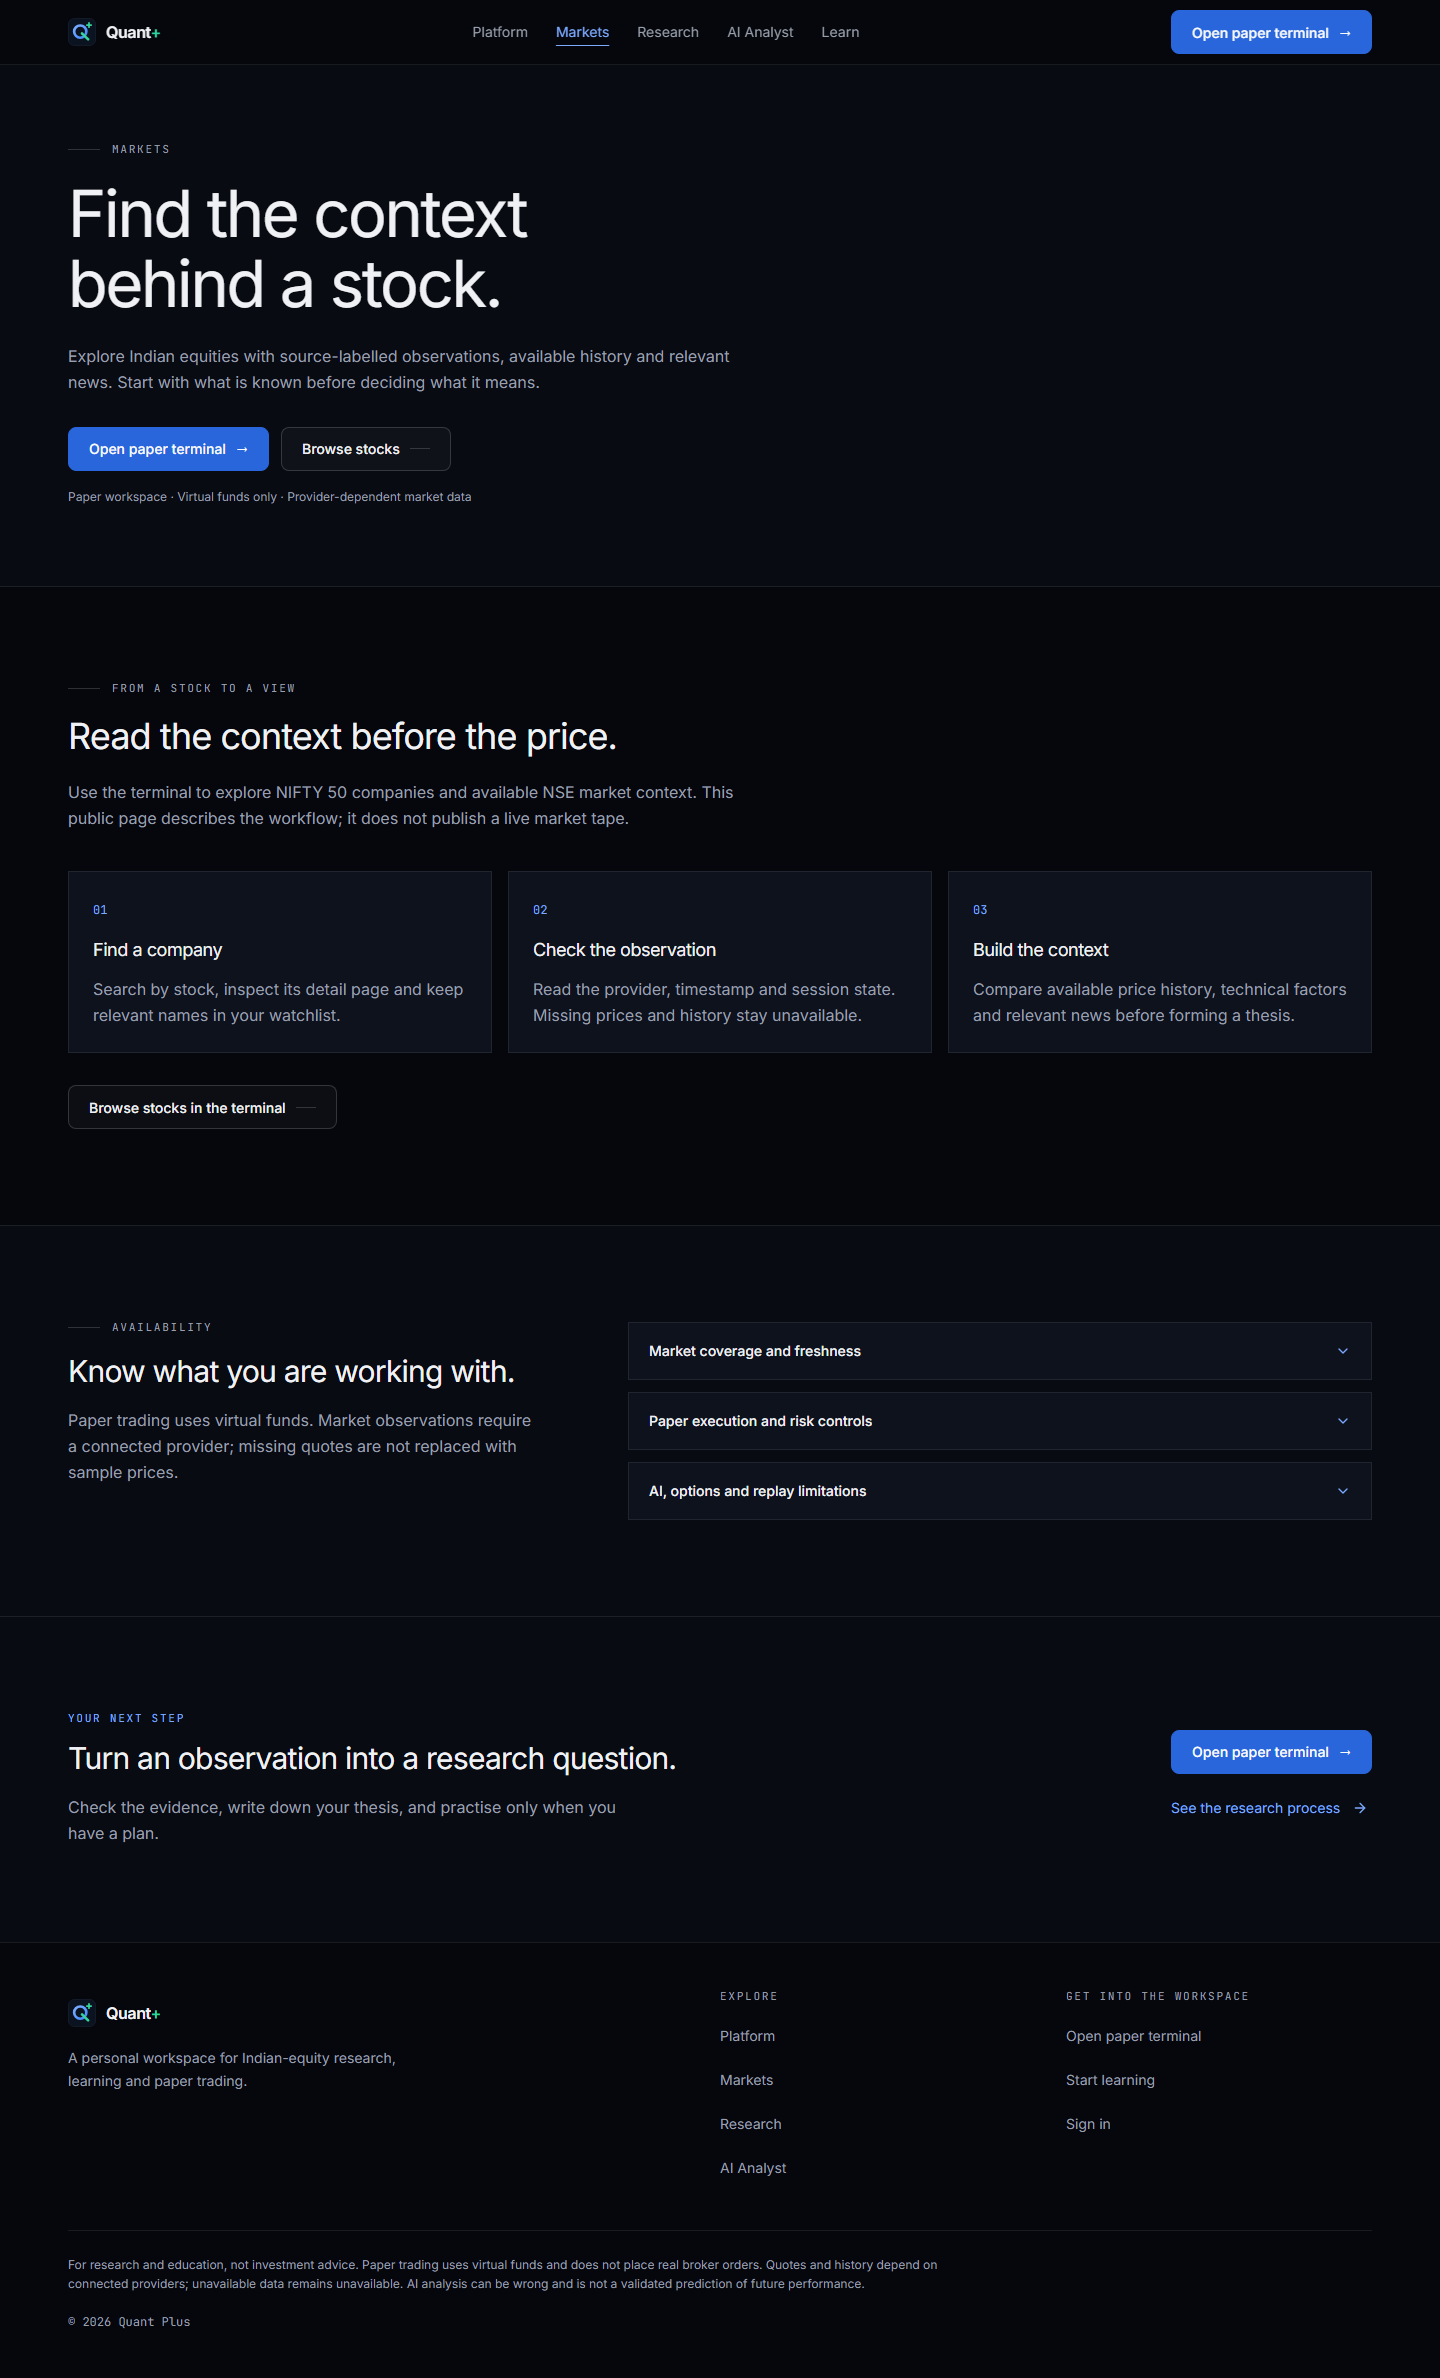 Quant+
Platform
Markets
Research
AI Analyst
Learn
Open paper terminal →
MARKETS
Find the context
behind a stock.
Explore Indian equities with source-labelled observations, available history and relevant
news. Start with what is known before deciding what it means.
Open paper terminal →
Browse stocks
Paper workspace · Virtual funds only · Provider-dependent market data
FROM A STOCK TO A VIEW
Read the context before the price.
Use the terminal to explore NIFTY 50 companies and available NSE market context. This
public page describes the workflow; it does not publish a live market tape.
01
Find a company
Search by stock, inspect its detail page and keep
relevant names in your watchlist.
02
Check the observation
Read the provider, timestamp and session state.
Missing prices and history stay unavailable.
03
Build the context
Compare available price history, technical factors
and relevant news before forming a thesis.
Browse stocks in the terminal
AVAILABILITY
Know what you are working with.
Paper trading uses virtual funds. Market observations require
a connected provider; missing quotes are not replaced with
sample prices.
Market coverage and freshness
Paper execution and risk controls
AI, options and replay limitations
YOUR NEXT STEP
Turn an observation into a research question.
Check the evidence, write down your thesis, and practise only when you
have a plan.
Open paper terminal →
See the research process →
Quant+
A personal workspace for Indian-equity research,
learning and paper trading.
EXPLORE
Platform
Markets
Research
AI Analyst
GET INTO THE WORKSPACE
Open paper terminal
Start learning
Sign in
For research and education, not investment advice. Paper trading uses virtual funds and does not place real broker orders. Quotes and history depend on
connected providers; unavailable data remains unavailable. AI analysis can be wrong and is not a validated prediction of future performance.
© 2026 Quant Plus